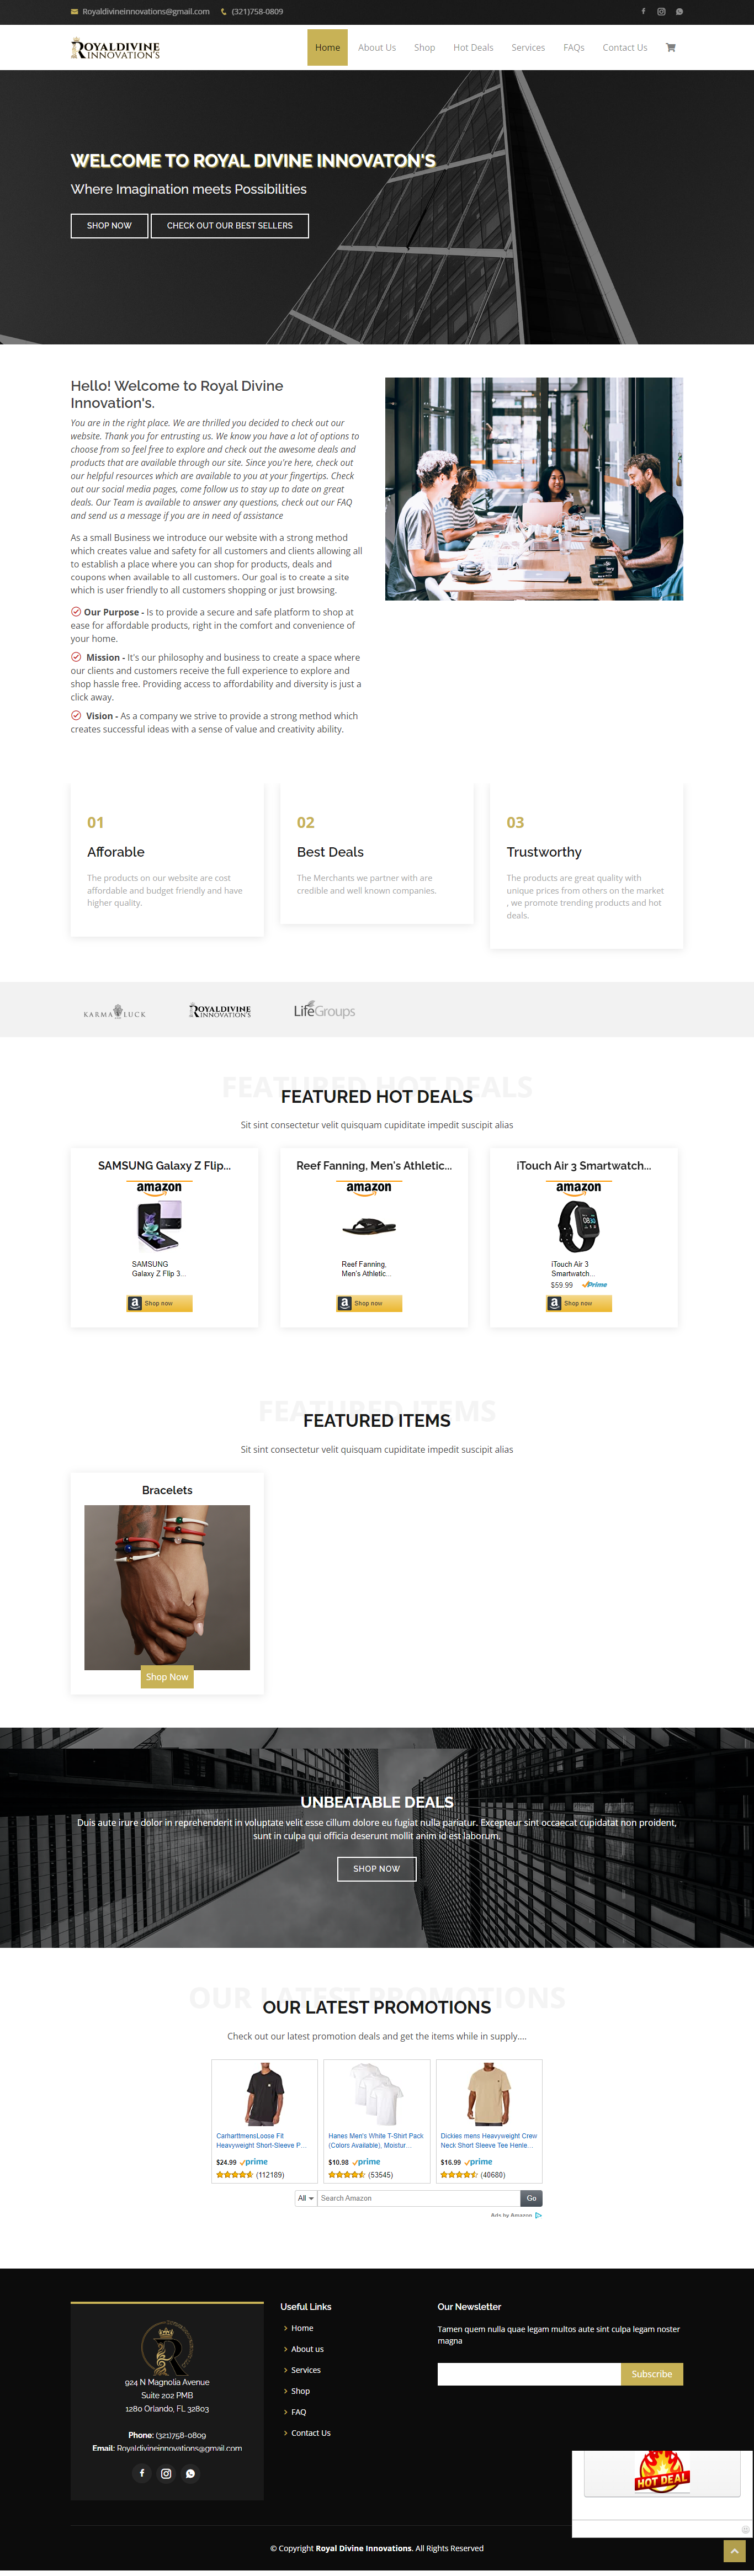 Royaldivineinnovations@gmail.com (321)758-0809
ROYALDIVINE
INNOVATION'S
Home About Us Shop Hot Deals Services FAQs Contact Us
WELCOME TO ROYAL DIVINE INNOVATON'S
Where Imagination meets Possibilities
SHOP NOW CHECK OUT OUR BEST SELLERS
Hello! Welcome to Royal Divine
Innovation's.
You are in the right place. We are thrilled you decided to check out our
website. Thank you for entrusting us. We know you have a lot of options to
choose from so feel free to explore and check out the awesome deals and
products that are available through our site. Since you're here, check out
our helpful resources which are available to you at your fingertips. Check
out our social media pages, come follow us to stay up to date on great
deals. Our Team is available to answer any questions, check out our FAQ
and send us a message if you are in need of assistance
As a small Business we introduce our website with a strong method
which creates value and safety for all customers and clients allowing all
to establish a place where you can shop for products, deals and
coupons when available to all customers. Our goal is to create a site
which is user friendly to all customers shopping or just browsing.
Our Purpose - Is to provide a secure and safe platform to shop at
ease for affordable products, right in the comfort and convenience of
your home.
Mission - It's our philosophy and business to create a space where
our clients and customers receive the full experience to explore and
shop hassle free. Providing access to affordability and diversity is just a
click away.
Vision - As a company we strive to provide a strong method which
creates successful ideas with a sense of value and creativity ability.
01
Afforable
The products on our website are cost
affordable and budget friendly and have
higher quality.
02
Best Deals
The Merchants we partner with are
credible and well known companies.
03
Trustworthy
The products are great quality with
unique prices from others on the market
, we promote trending products and hot
deals.
KARMA LUCK
ROYALDIVINE
INNOVATION'S
LifeGroups
FEATURED HOT DEALS
FEATURED HOT DEALS
Sit sint consectetur velit quisquam cupiditate impedit suscipit alias
SAMSUNG Galaxy Z Flip...
amazon
SAMSUNG
Galaxy Z Flip 3...
Shop now
Reef Fanning, Men's Athletic...
amazon
Reef Fanning,
Men's Athletic...
Shop now
iTouch Air 3 Smartwatch...
amazon
iTouch Air 3
Smartwatch...
$59.99 Prime
Shop now
FEATURED ITEMS
FEATURED ITEMS
Sit sint consectetur velit quisquam cupiditate impedit suscipit alias
Bracelets
Shop Now
UNBEATABLE DEALS
Duis aute irure dolor in reprehenderit in voluptate velit esse cillum dolore eu fugiat nulla pariatur. Excepteur sint occaecat cupidatat non proident,
sunt in culpa qui officia deserunt mollit anim id est laborum.
SHOP NOW
OUR LATEST PROMOTIONS
OUR LATEST PROMOTIONS
Check out our latest promotion deals and get the items while in supply....
CarharttmensLoose Fit
Heavyweight Short-Sleeve P...
$24.99 prime
(112189)
Hanes Men's White T-Shirt Pack
(Colors Available), Moistur...
$10.98 prime
(53545)
Dickies mens Heavyweight Crew
Neck Short Sleeve Tee Henle...
$16.99 prime
(40680)
All Search Amazon Go
Ads by Amazon
R
924 N Magnolia Avenue
Suite 202 PMB
1280 Orlando, FL 32803
Phone: (321)758-0809
Email: Royaldivineinnovations@gmail.com
Useful Links
Home
About us
Services
Shop
FAQ
Contact Us
Our Newsletter
Tamen quem nulla quae legam multos aute sint culpa legam noster
magna
Subscribe
HOT DEAL
© Copyright Royal Divine Innovations. All Rights Reserved